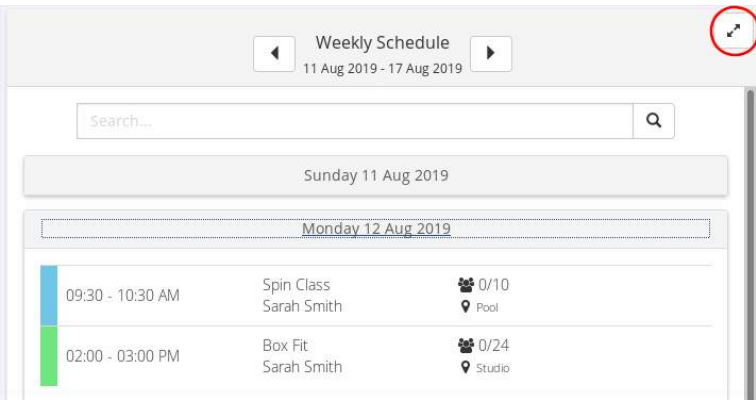 Weekly Schedule
11 Aug 2019 - 17 Aug 2019
Search...
Sunday 11 Aug 2019
Monday 12 Aug 2019
09:30 - 10:30 AM
Spin Class
Sarah Smith
0/10
Pool
02:00 - 03:00 PM
Box Fit
Sarah Smith
0/24
Studio